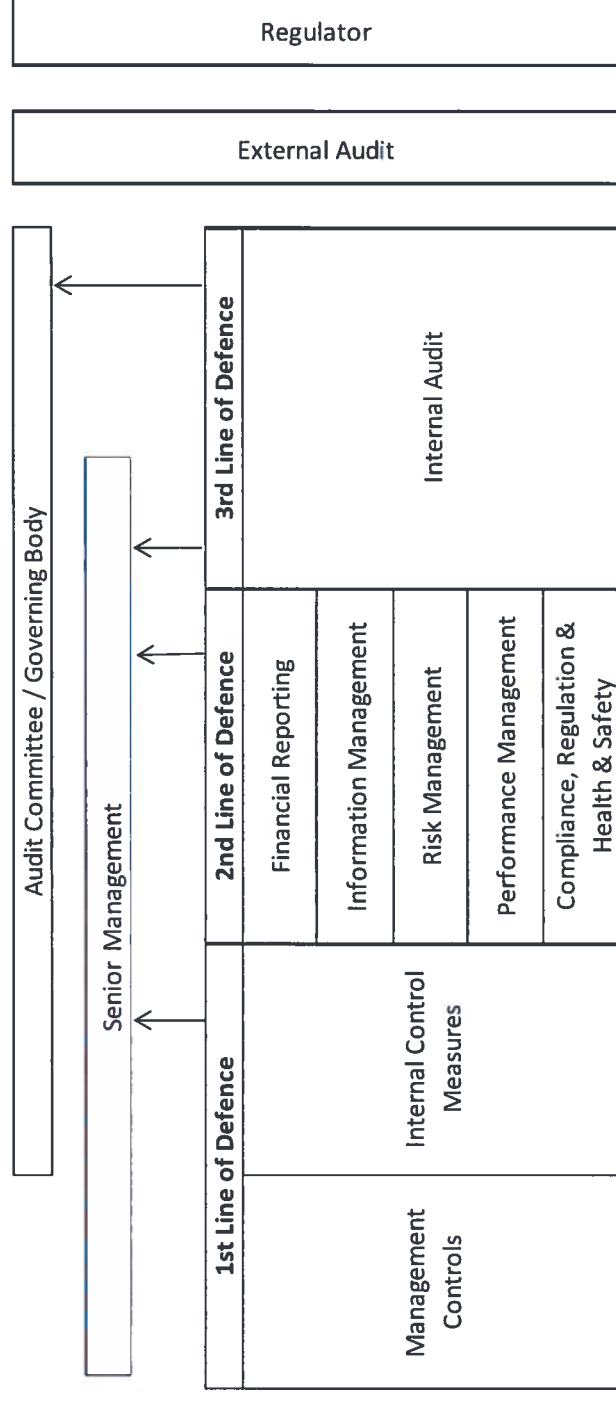 Regulator
External Audit
Audit Committee / Governing Body
Senior Management
1st Line of Defence
2nd Line of Defence
3rd Line of Defence
Management
Controls
Internal Control
Measures
Financial Reporting
Information Management
Risk Management
Performance Management
Compliance, Regulation &
Health & Safety
Internal Audit